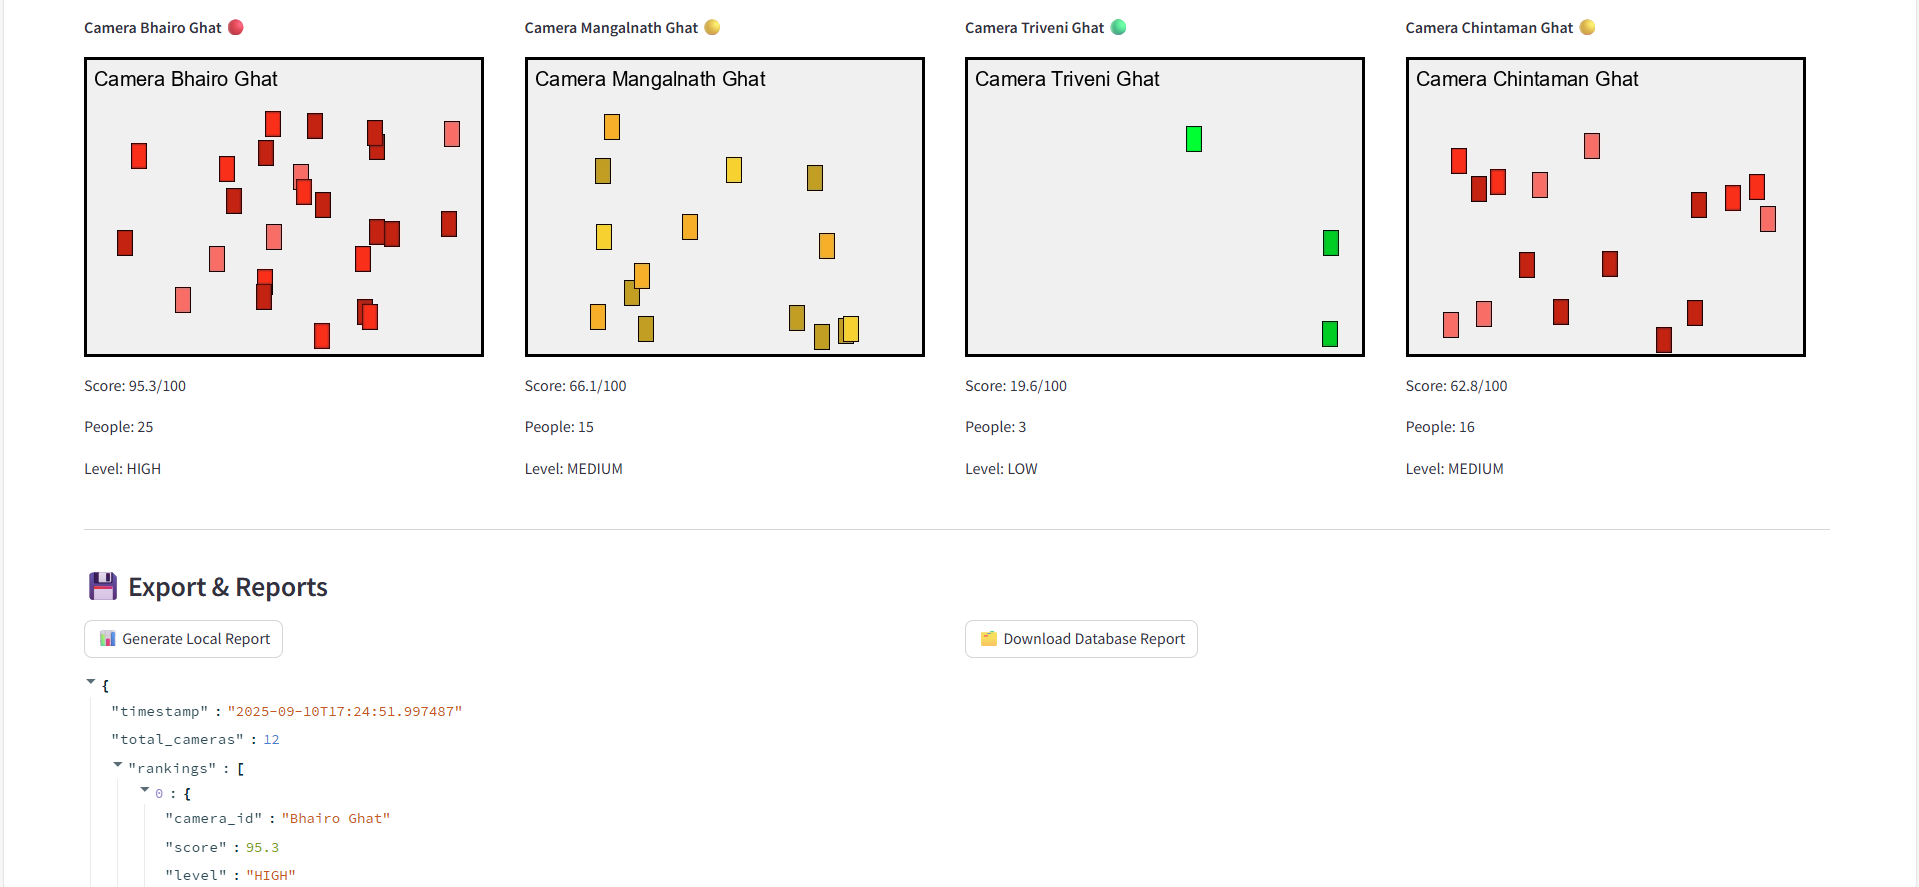 Camera Bhairo Ghat
Camera Mangalnath Ghat
Camera Triveni Ghat
Camera Chintaman Ghat
Camera Bhairo Ghat
Camera Mangalnath Ghat
Camera Triveni Ghat
Camera Chintaman Ghat
Score: 95.3/100
Score: 66.1/100
Score: 19.6/100
Score: 62.8/100
People: 25
People: 15
People: 3
People: 16
Level: HIGH
Level: MEDIUM
Level: LOW
Level: MEDIUM
Export & Reports
Generate Local Report
Download Database Report
{
"timestamp" : "2025-09-10T17:24:51.997487"
"total_cameras" : 12
"rankings" : [
0 : {
"camera_id" : "Bhairo Ghat"
"score" : 95.3
"level" : "HIGH"